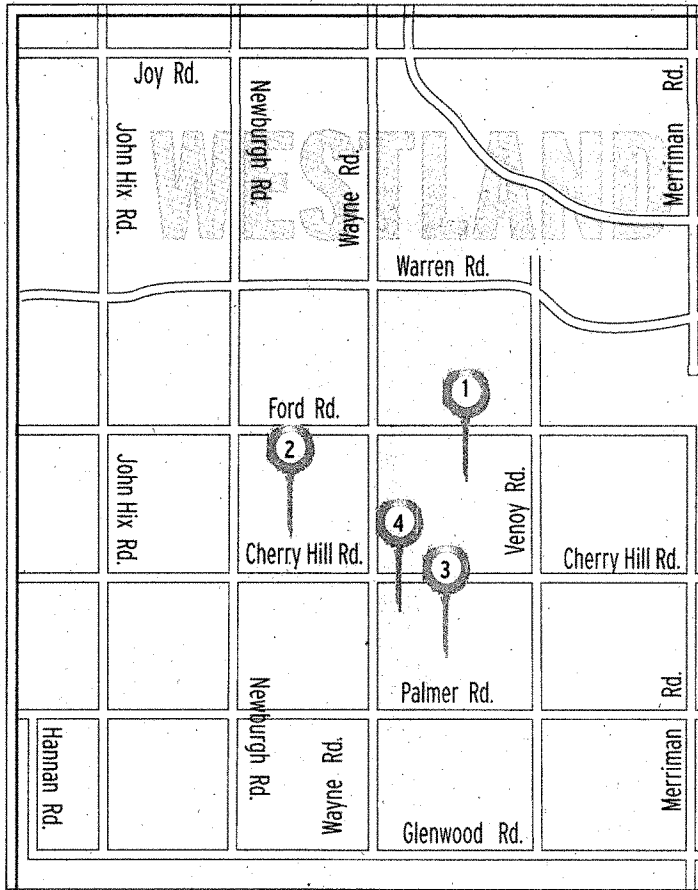 Joy Rd.
Newburgh Rd.
Merriman Rd.
John Hix Rd.
WESTLAND
Wayne Rd.
Warren Rd.
1
Ford Rd.
2
John Hix Rd.
Venoy Rd.
4
Cherry Hill Rd.
3
Cherry Hill Rd.
Newburgh Rd.
Palmer Rd.
Merriman Rd.
Hannan Rd.
Wayne Rd.
Glenwood Rd.